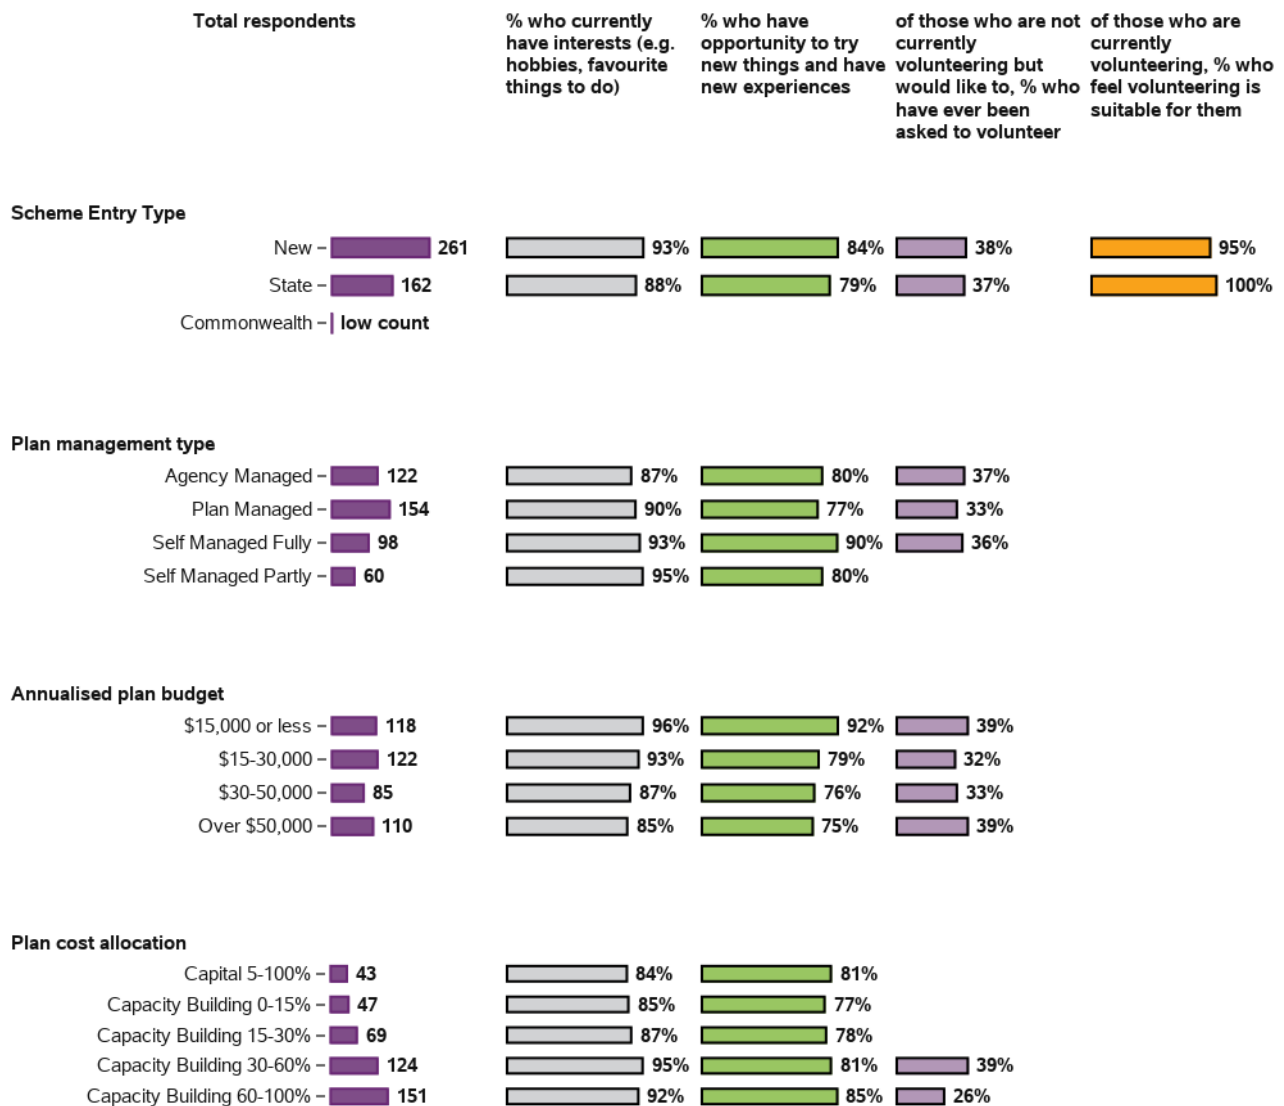 Total respondents
% who currently have interests (e.g. hobbies, favourite things to do)
% who have opportunity to try new things and have new experiences
of those who are not currently volunteering but would like to, % who have ever been asked to volunteer
of those who are currently volunteering, % who feel volunteering is suitable for them
Scheme Entry Type
New 261 93% 84% 38% 95%
State 162 88% 79% 37% 100%
Commonwealth low count
Plan management type
Agency Managed 122 87% 80% 37%
Plan Managed 154 90% 77% 33%
Self Managed Fully 98 93% 90% 36%
Self Managed Partly 60 95% 80%
Annualised plan budget
$15,000 or less 118 96% 92% 39%
$15-30,000 122 93% 79% 32%
$30-50,000 85 87% 76% 33%
Over $50,000 110 85% 75% 39%
Plan cost allocation
Capital 5-100% 43 84% 81%
Capacity Building 0-15% 47 85% 77%
Capacity Building 15-30% 69 87% 78%
Capacity Building 30-60% 124 95% 81% 39%
Capacity Building 60-100% 151 92% 85% 26%